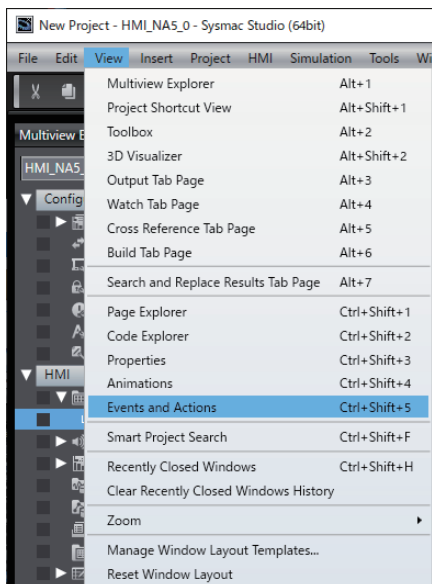 New Project - HMI_NA5_0 - Sysmac Studio (64bit)
File Edit View Insert Project HMI Simulation Tools
Multiview Explorer Alt+1
Project Shortcut View Alt+Shift+1
Multiview
Toolbox Alt+2
3D Visualizer Alt+Shift+2
HMI_NA5_
Output Tab Page Alt+3
Config
Watch Tab Page Alt+4
Cross Reference Tab Page Alt+5
Build Tab Page Alt+6
Search and Replace Results Tab Page Alt+7
Page Explorer Ctrl+Shift+1
Code Explorer Ctrl+Shift+2
Properties Ctrl+Shift+3
HMI
Animations Ctrl+Shift+4
Events and Actions Ctrl+Shift+5
Smart Project Search Ctrl+Shift+F
Recently Closed Windows Ctrl+Shift+H
Clear Recently Closed Windows History
Zoom
Manage Window Layout Templates...
Reset Window Layout